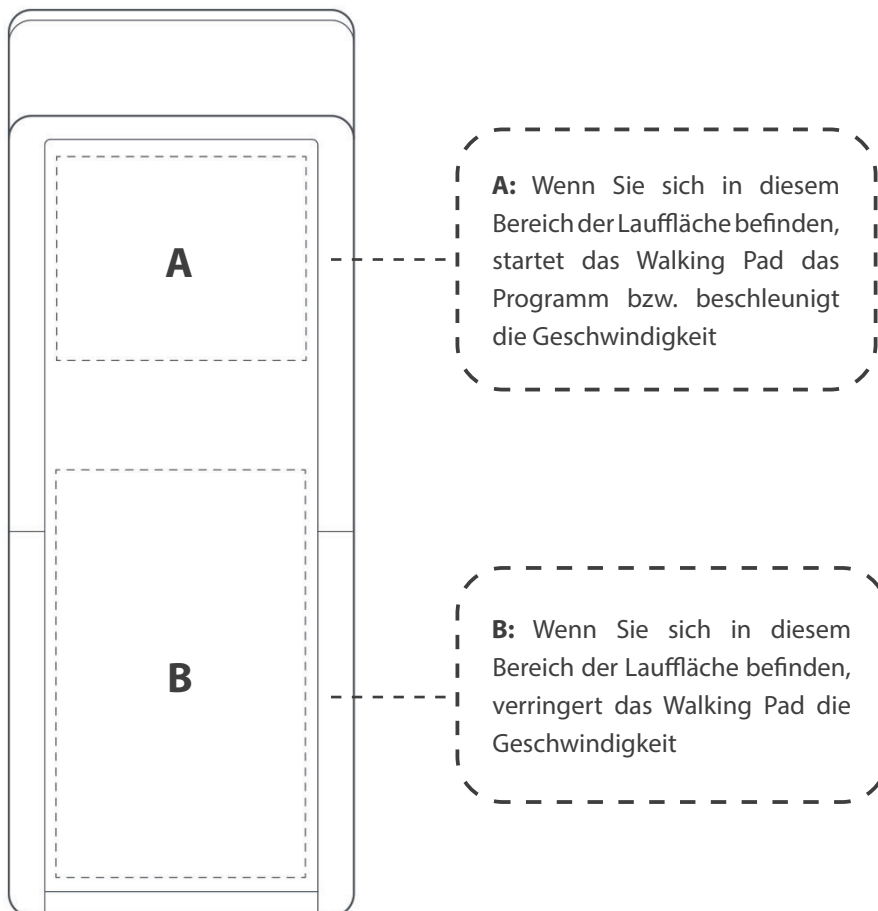 A
A: Wenn Sie sich in diesem
Bereich der Lauffläche befinden,
startet das Walking Pad das
Programm bzw. beschleunigt
die Geschwindigkeit
B
B: Wenn Sie sich in diesem
Bereich der Lauffläche befinden,
verringert das Walking Pad die
Geschwindigkeit